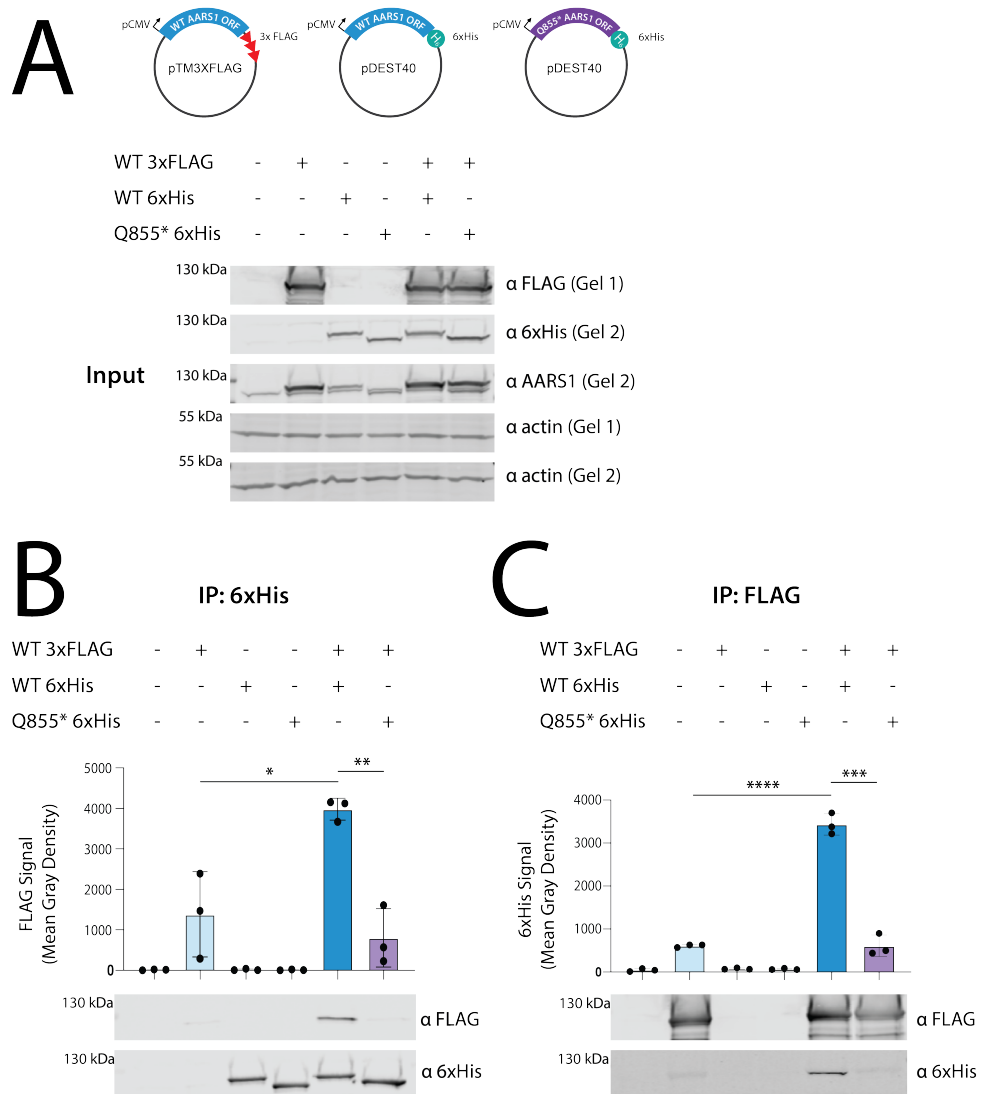 A
pCMV WT AARS1 ORF 3x FLAG
pTM3XFLAG
pCMV WT AARS1 ORF H6 6xHis
pDEST40
pCMV Q855* AARS1 ORF H6 6xHis
pDEST40
WT 3xFLAG - + - - + +
WT 6xHis - - + - + -
Q855* 6xHis - - - + - +
Input
130 kDa α FLAG (Gel 1)
130 kDa α 6xHis (Gel 2)
130 kDa α AARS1 (Gel 2)
55 kDa α actin (Gel 1)
55 kDa α actin (Gel 2)
B
IP: 6xHis
WT 3xFLAG - + - - + +
WT 6xHis - - + - + -
Q855* 6xHis - - - + - +
FLAG Signal
(Mean Gray Density)
5000
4000
3000
2000
1000
0
* **
130 kDa α FLAG
130 kDa α 6xHis
C
IP: FLAG
WT 3xFLAG - + - - + +
WT 6xHis - - + - + -
Q855* 6xHis - - - + - +
6xHis Signal
(Mean Gray Density)
4000
3000
2000
1000
0
**** ***
130 kDa α FLAG
130 kDa α 6xHis